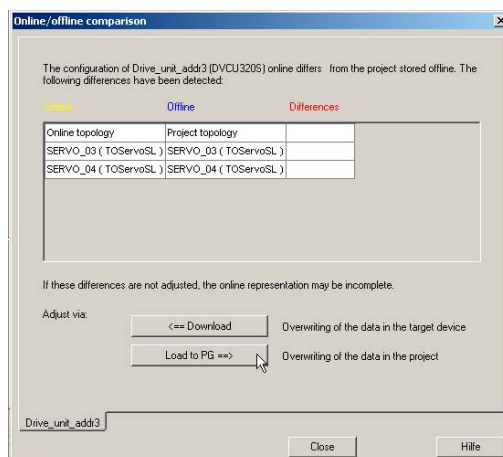 Online/offline comparison
The configuration of Drive_unit_addr3 (DVCU320S) online differs from the project stored offline. The
following differences have been detected:
Online Offline Differences
Online topology Project topology
SERVO_03 ( TOServoSL ) SERVO_03 ( TOServoSL )
SERVO_04 ( TOServoSL ) SERVO_04 ( TOServoSL )
If these differences are not adjusted, the online representation may be incomplete.
Adjust via:
<== Download Overwriting of the data in the target device
Load to PG ==> Overwriting of the data in the project
Drive_unit_addr3
Close Hilfe